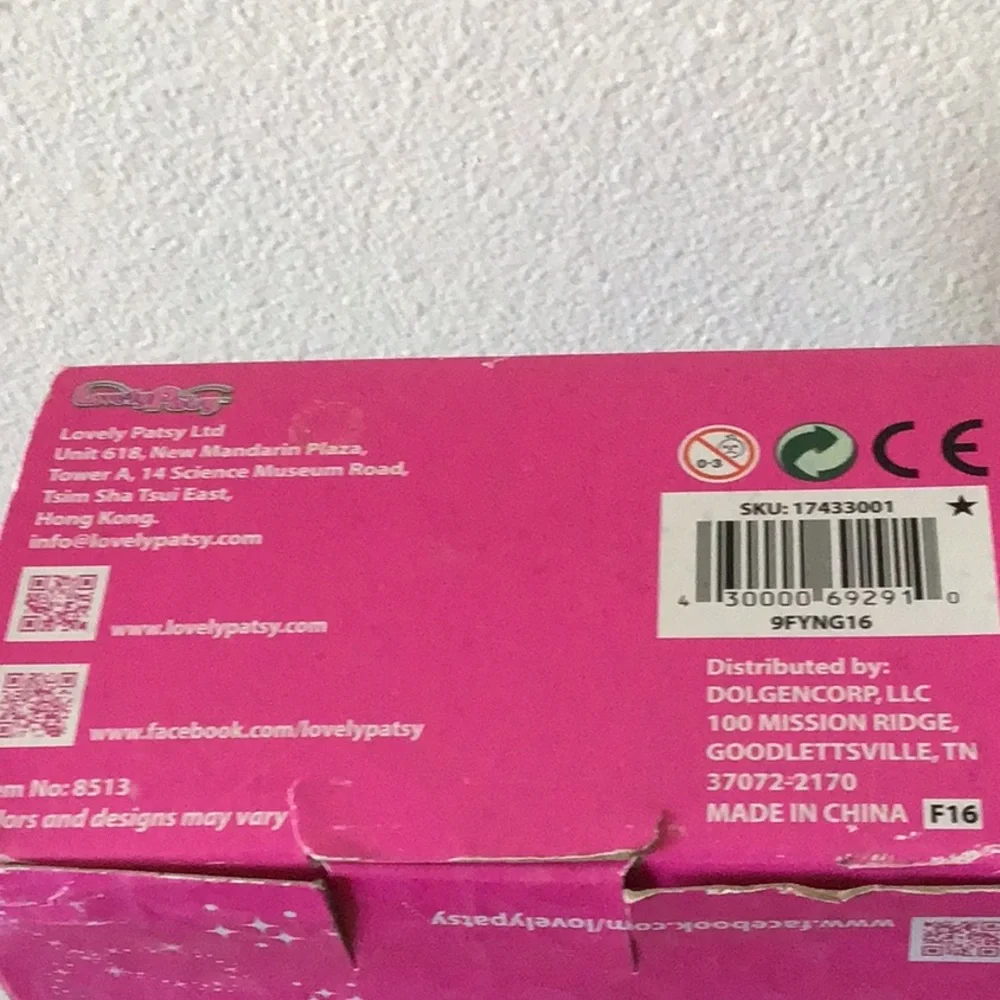 Lovely Patsy
Lovely Patsy Ltd
Unit 618, New Mandarin Plaza,
Tower A, 14 Science Museum Road,
Tsim Sha Tsui East,
Hong Kong.
info@lovelypatsy.com
www.lovelypatsy.com
www.facebook.com/lovelypatsy
em No: 8513
lors and designs may vary
0-3
CE
SKU: 17433001
4 30000 69291 0
9FYNG16
Distributed by:
DOLGENCORP, LLC
100 MISSION RIDGE,
GOODLETTSVILLE, TN
37072-2170
MADE IN CHINA F16
www.facebook.com/lovelypatsy